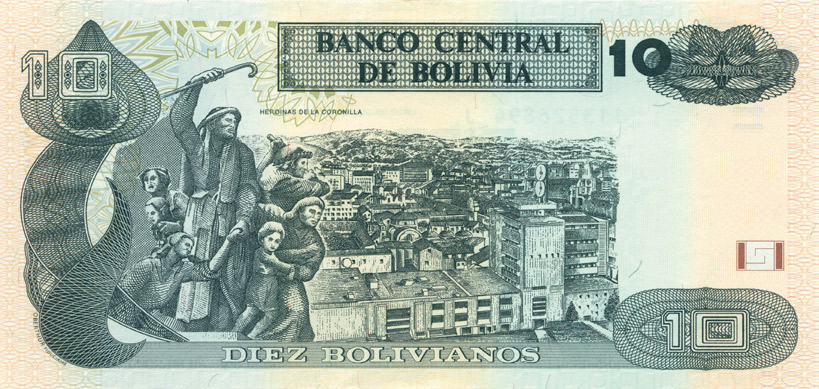 10
BANCO CENTRAL
DE BOLIVIA
10
HEROINAS DE LA CORONILLA
DIEZ BOLIVIANOS
10